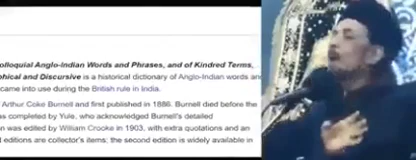 olloquial Anglo-Indian Words and Phrases, and of Kindred Terms,
phical and Discursive is a historical dictionary of Anglo-Indian words an
came into use during the British rule in India.
Arthur Coke Burnell and first published in 1886. Burnell died before the
s completed by Yule, who acknowledged Burnell's detailed
n was edited by William Crooke in 1903, with extra quotations and an
l editions are collector's items; the second edition is widely available in